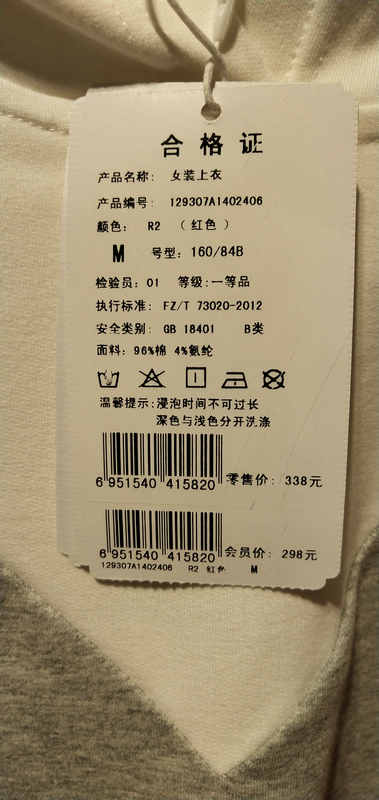 合格证
产品名称: 女装上衣
产品编号: 129307A1402406
颜色: R2 (红色)
M 号型: 160/84B
检验员: 01 等级:一等品
执行标准: FZ/T 73020-2012
安全类别: GB 18401 B类
面料: 96%棉 4%氨纶
温馨提示:浸泡时间不可过长
深色与浅色分开洗涤
6 951540 415820 零售价: 338元
6 951540 415820 会员价: 298元
129307A1402406 R2 红色 M